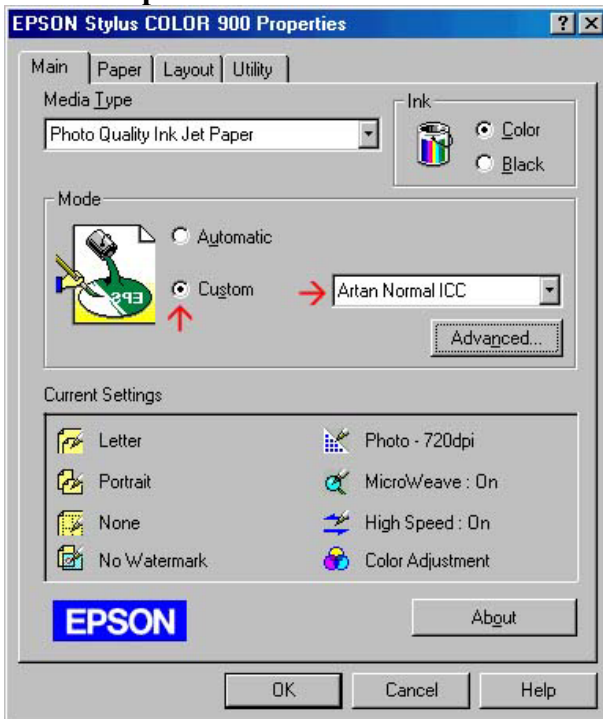 EPSON Stylus COLOR 900 Properties
Main Paper Layout Utility
Media Type
Photo Quality Ink Jet Paper
Ink
Color
Black
Mode
Automatic
EPS
Custom
Artan Normal ICC
Advanced...
Current Settings
Letter
Photo - 720dpi
Portrait
MicroWeave : On
None
High Speed : On
No Watermark
Color Adjustment
EPSON
About
OK Cancel Help